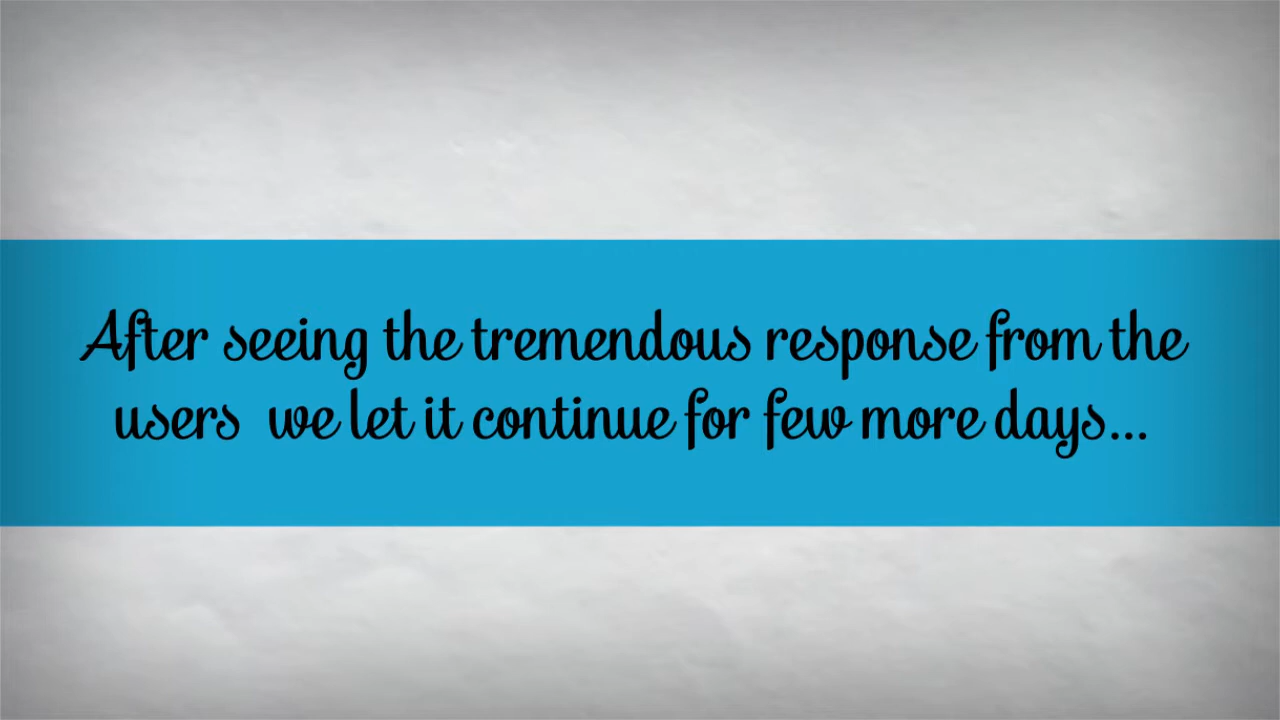 After seeing the tremendous response from the
users we let it continue for few more days...